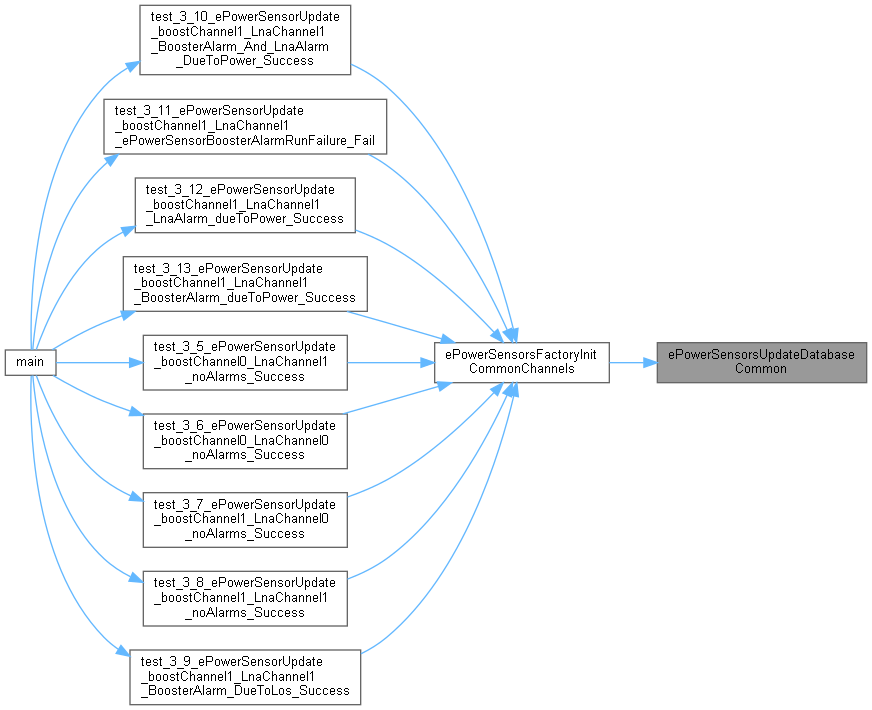 test_3_10_ePowerSensorUpdate
_boostChannel1_LnaChannel1
_BoosterAlarm_And_LnaAlarm
_DueToPower_Success
test_3_11_ePowerSensorUpdate
_boostChannel1_LnaChannel1
_ePowerSensorBoosterAlarmRunFailure_Fail
test_3_12_ePowerSensorUpdate
_boostChannel1_LnaChannel1
_LnaAlarm_dueToPower_Success
test_3_13_ePowerSensorUpdate
_boostChannel1_LnaChannel1
_BoosterAlarm_dueToPower_Success
main
test_3_5_ePowerSensorUpdate
_boostChannel0_LnaChannel1
_noAlarms_Success
ePowerSensorsFactoryInit
CommonChannels
ePowerSensorsUpdateDatabase
Common
test_3_6_ePowerSensorUpdate
_boostChannel0_LnaChannel0
_noAlarms_Success
test_3_7_ePowerSensorUpdate
_boostChannel1_LnaChannel0
_noAlarms_Success
test_3_8_ePowerSensorUpdate
_boostChannel1_LnaChannel1
_noAlarms_Success
test_3_9_ePowerSensorUpdate
_boostChannel1_LnaChannel1
_BoosterAlarm_DueToLos_Success